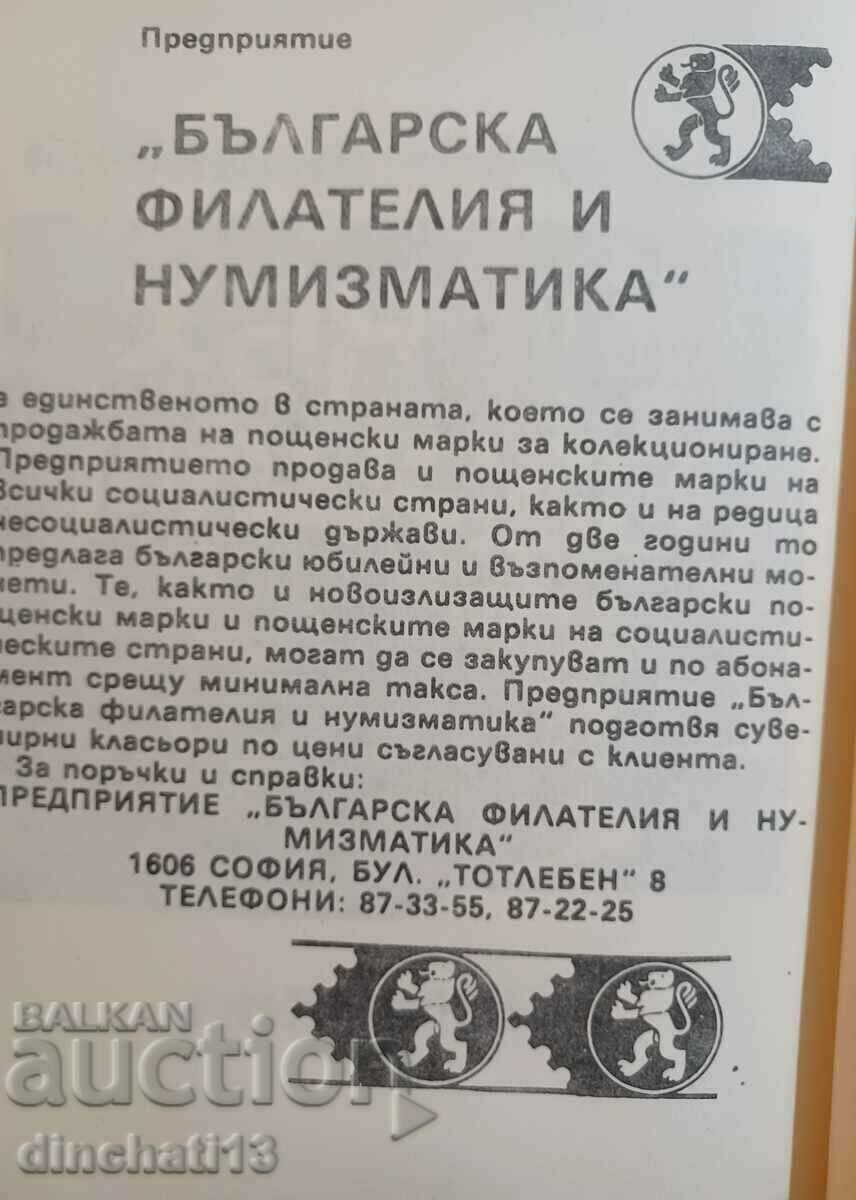 Предприятие
„БЪЛГАРСКА
ФИЛАТЕЛИЯ И
НУМИЗМАТИКА“
е единственото в страната, което се занимава с
продажбата на пощенски марки за колекциониране.
Предприятието продава и пощенските марки на
всички социалистически страни, както и на редица
несоциалистически държави. От две години то
предлага български юбилейни и възпоменателни мо-
нети. Те, както и новоизлизащите български по-
щенски марки и пощенските марки на социалисти-
ческите страни, могат да се закупуват и по абона-
мент срещу минимална такса. Предприятие „Бъл-
гарска филателия и нумизматика“ подготвя суве-
нирни класьори по цени съгласувани с клиента.
За поръчки и справки:
ПРЕДПРИЯТИЕ „БЪЛГАРСКА ФИЛАТЕЛИЯ И НУ-
МИЗМАТИКА“
1606 СОФИЯ, БУЛ. „ТОТЛЕБЕН“ 8
ТЕЛЕФОНИ: 87-33-55, 87-22-25
BALKAN
auction
dinchati13